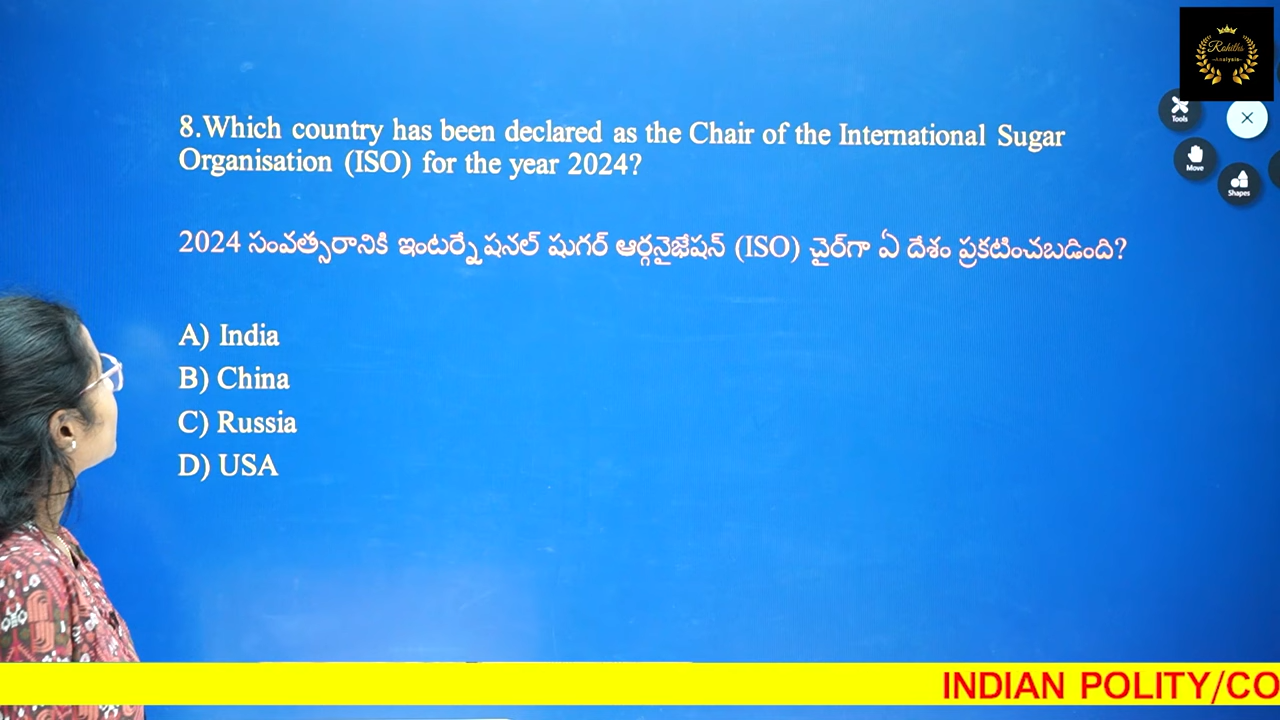 Rohiths
Analysis
Tools
Move
Shapes
8.Which country has been declared as the Chair of the International Sugar
Organisation (ISO) for the year 2024?
2024 సంవత్సరానికి ఇంటర్నేషనల్ షుగర్ ఆర్గనైజేషన్ (ISO) చైర్‌గా ఏ దేశం ప్రకటించబడింది?
A) India
B) China
C) Russia
D) USA
INDIAN POLITY/CO